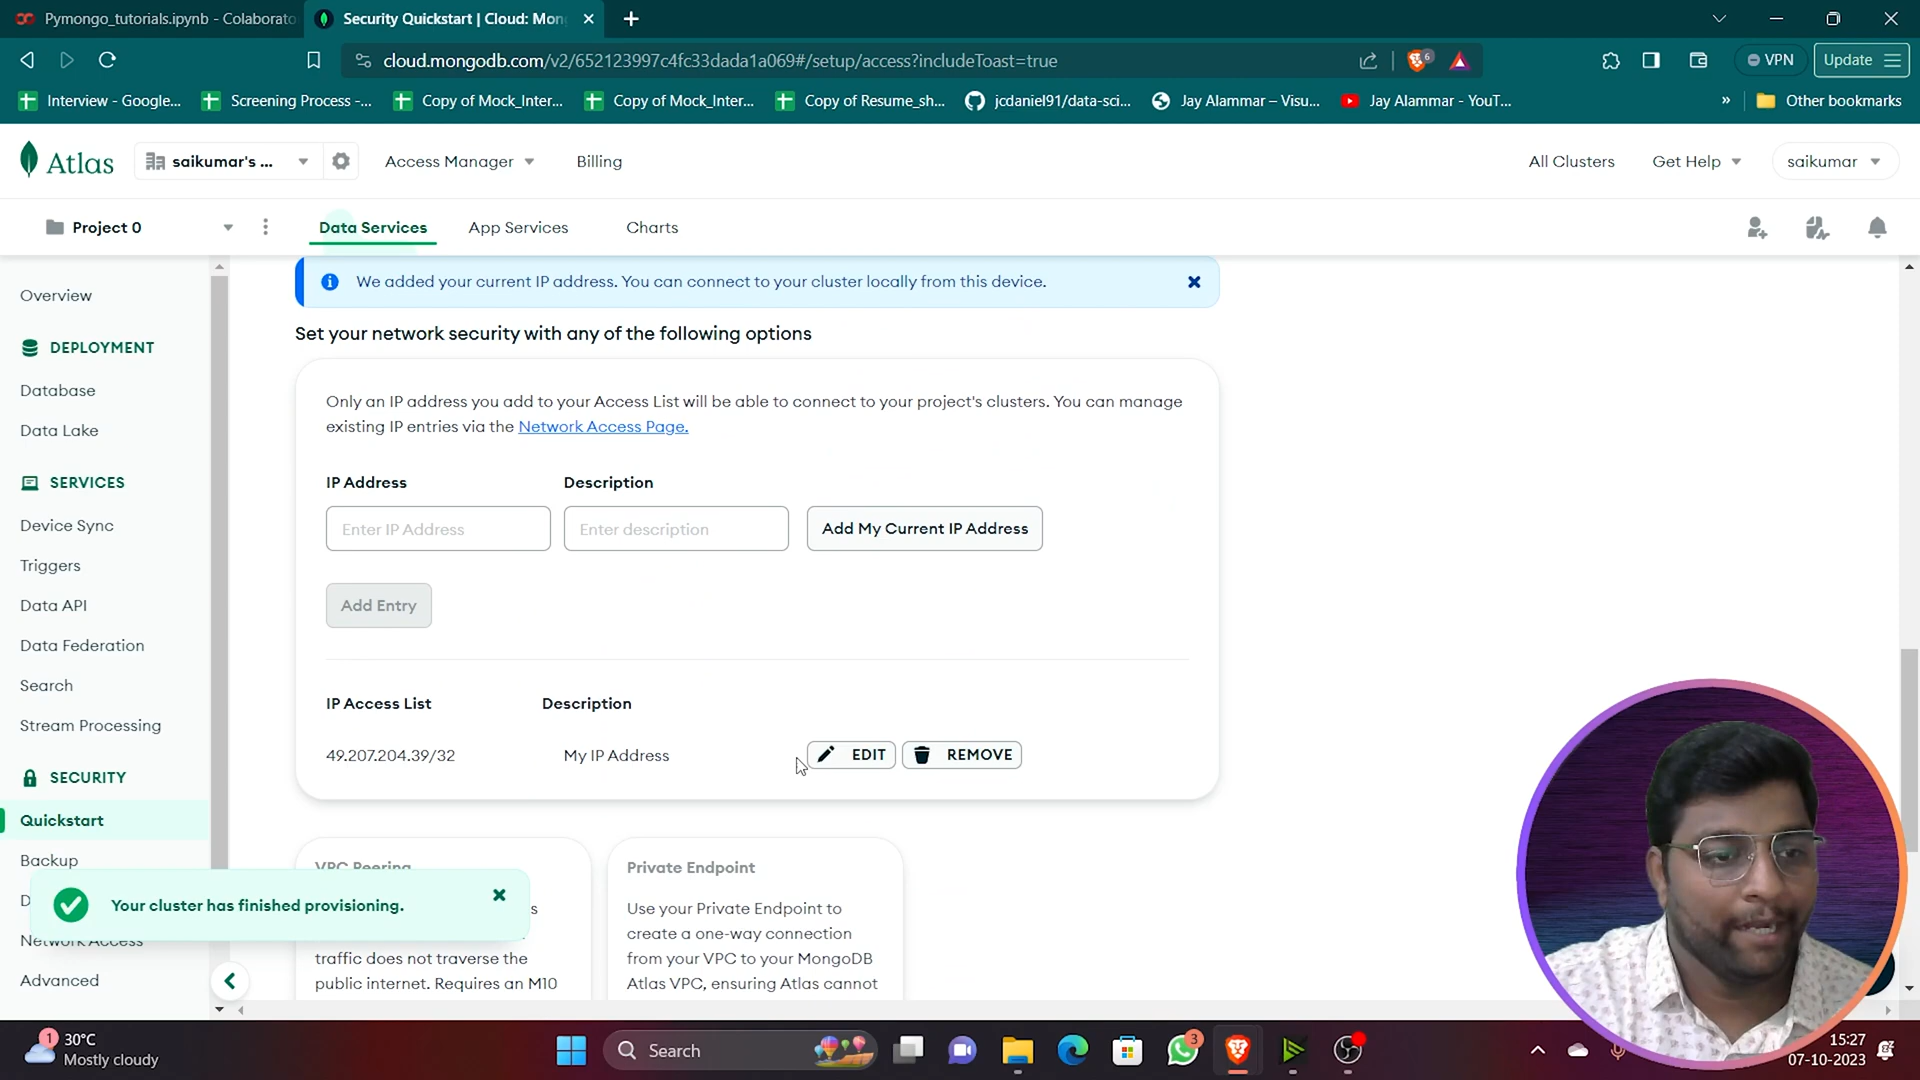 Pymongo_tutorials.ipynb - Colaborato
Security Quickstart | Cloud: Mon
cloud.mongodb.com/v2/652123997c4fc33dada1a069#/setup/access?includeToast=true
6
VPN
Update
Interview - Google...
Screening Process -...
Copy of Mock_Inter...
Copy of Mock_Inter...
Copy of Resume_sh...
jcdaniel91/data-sci...
Jay Alammar – Visu...
Jay Alammar - YouT...
»
Other bookmarks
Atlas
saikumar's ...
Access Manager
Billing
All Clusters
Get Help
saikumar
Project 0
Data Services
App Services
Charts
Overview
DEPLOYMENT
Database
Data Lake
SERVICES
Device Sync
Triggers
Data API
Data Federation
Search
Stream Processing
SECURITY
Quickstart
Backup
D
Network Access
Advanced
We added your current IP address. You can connect to your cluster locally from this device.
Set your network security with any of the following options
Only an IP address you add to your Access List will be able to connect to your project's clusters. You can manage
existing IP entries via the Network Access Page.
IP Address
Description
Enter IP Address
Enter description
Add My Current IP Address
Add Entry
IP Access List
Description
49.207.204.39/32
My IP Address
EDIT
REMOVE
VPC Peering
s
traffic does not traverse the
public internet. Requires an M10
Private Endpoint
Use your Private Endpoint to
create a one-way connection
from your VPC to your MongoDB
Atlas VPC, ensuring Atlas cannot
Your cluster has finished provisioning.
1
30°C
Mostly cloudy
Search
3
15:27
07-10-2023